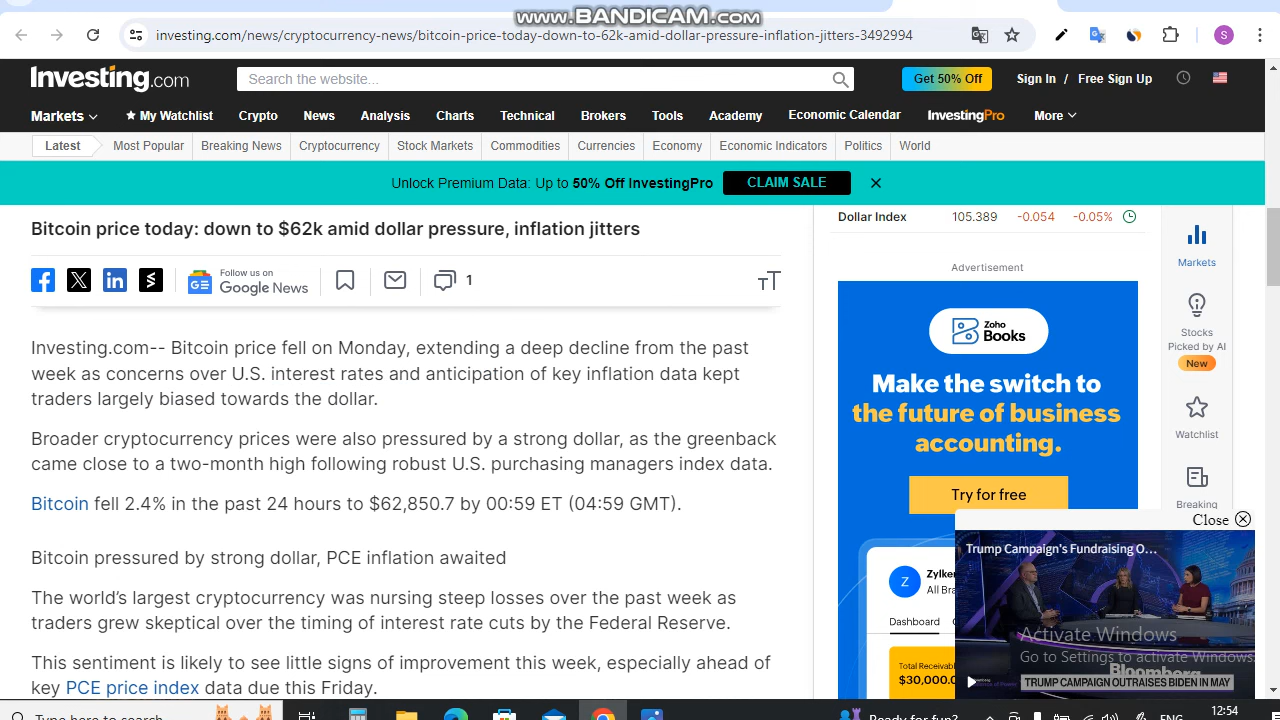 www.BANDICAM.com
investing.com/news/cryptocurrency-news/bitcoin-price-today-down-to-62k-amid-dollar-pressure-inflation-jitters-3492994
S
Investing.com
Search the website...
Get 50% Off
Sign In / Free Sign Up
Markets
★ My Watchlist
Crypto
News
Analysis
Charts
Technical
Brokers
Tools
Academy
Economic Calendar
InvestingPro
More
Latest
Most Popular
Breaking News
Cryptocurrency
Stock Markets
Commodities
Currencies
Economy
Economic Indicators
Politics
World
Unlock Premium Data: Up to 50% Off InvestingPro
CLAIM SALE
Bitcoin price today: down to $62k amid dollar pressure, inflation jitters
Follow us on
Google News
1
TT
Investing.com-- Bitcoin price fell on Monday, extending a deep decline from the past
week as concerns over U.S. interest rates and anticipation of key inflation data kept
traders largely biased towards the dollar.
Broader cryptocurrency prices were also pressured by a strong dollar, as the greenback
came close to a two-month high following robust U.S. purchasing managers index data.
Bitcoin fell 2.4% in the past 24 hours to $62,850.7 by 00:59 ET (04:59 GMT).
Bitcoin pressured by strong dollar, PCE inflation awaited
The world's largest cryptocurrency was nursing steep losses over the past week as
traders grew skeptical over the timing of interest rate cuts by the Federal Reserve.
This sentiment is likely to see little signs of improvement this week, especially ahead of
key PCE price index data due this Friday.
Dollar Index 105.389 -0.054 -0.05%
Advertisement
Zoho
Books
Make the switch to
the future of business
accounting.
Try for free
Z
Zylker
All Bra
Dashboard
Total Receivabl
$30,000.0
Markets
Stocks
Picked by AI
New
Watchlist
Breaking
Close
Trump Campaign's Fundraising O...
Activate Windows
Go to Settings to activate Windows.
Bloomberg
TRUMP CAMPAIGN OUTRAISES BIDEN IN MAY
Type here to search
Ready for fun?
ENG
12:54